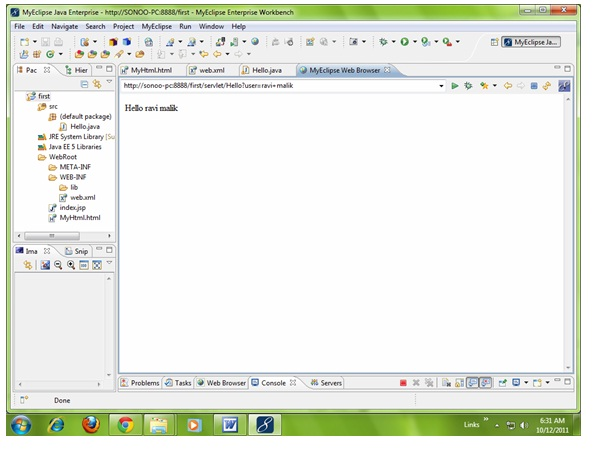 MyEclipse Java Enterprise - http://SONOO-PC:8888/first - MyEclipse Enterprise Workbench
File Edit Navigate Search Project MyEclipse Run Window Help
MyEclipse Ja...
Pac Hier
MyHtml.html web.xml Hello.java MyEclipse Web Browser
http://sonoo-pc:8888/first/servlet/Hello?user=ravi+malik
Hello ravi malik
first
src
(default package)
Hello.java
JRE System Library [Su
Java EE 5 Libraries
WebRoot
META-INF
WEB-INF
lib
web.xml
index.jsp
MyHtml.html
Ima Snip
Problems Tasks Web Browser Console Servers
Done
Links
6:31 AM
10/12/2011